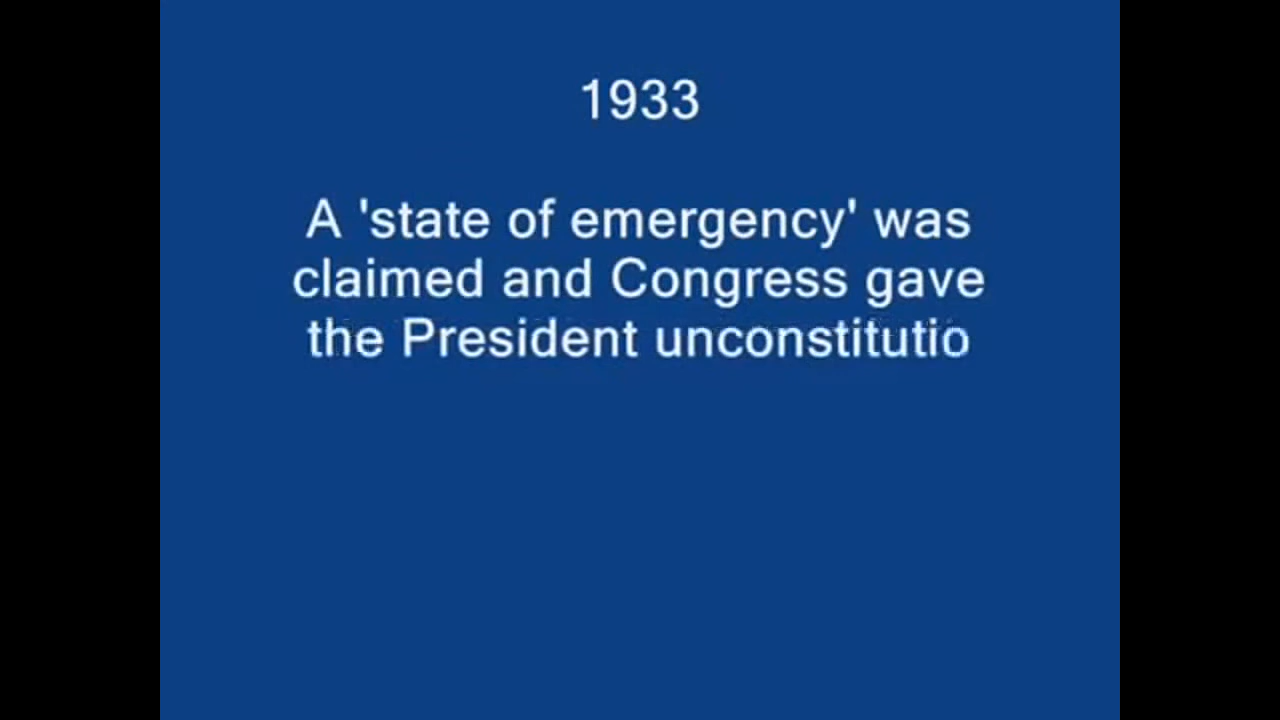 1933
A 'state of emergency' was
claimed and Congress gave
the President unconstitutio